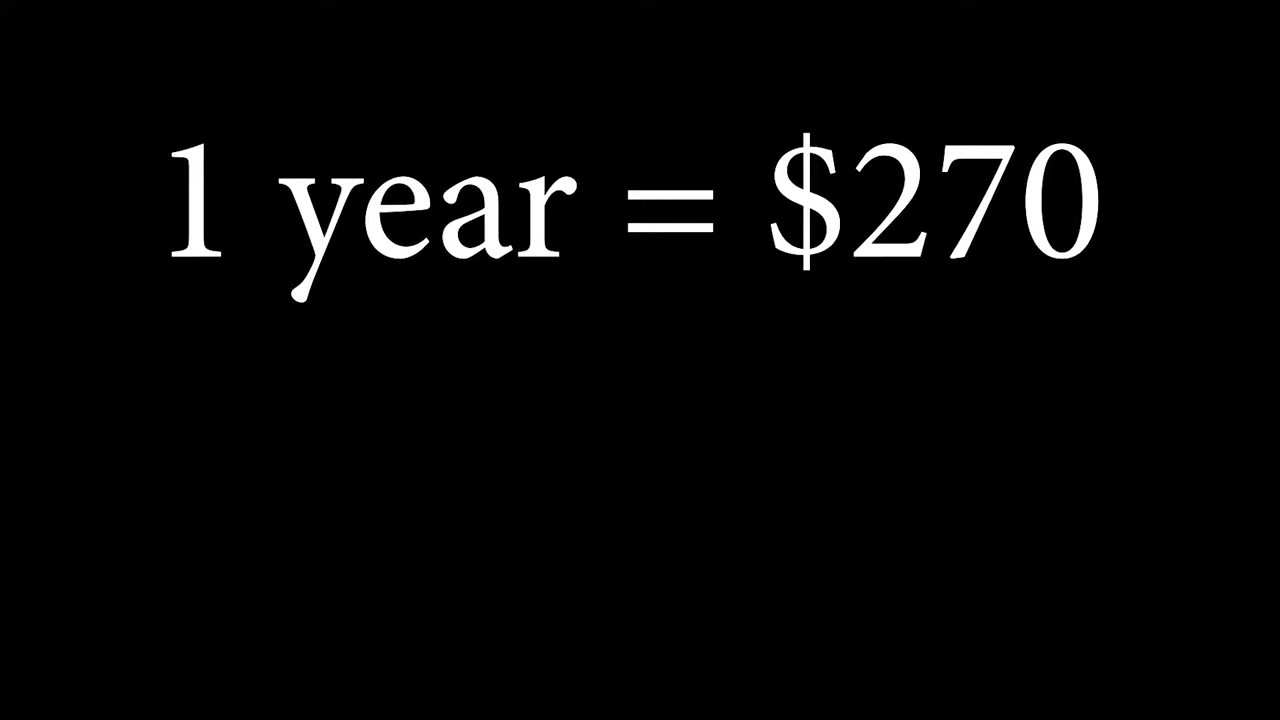 1 year = $270